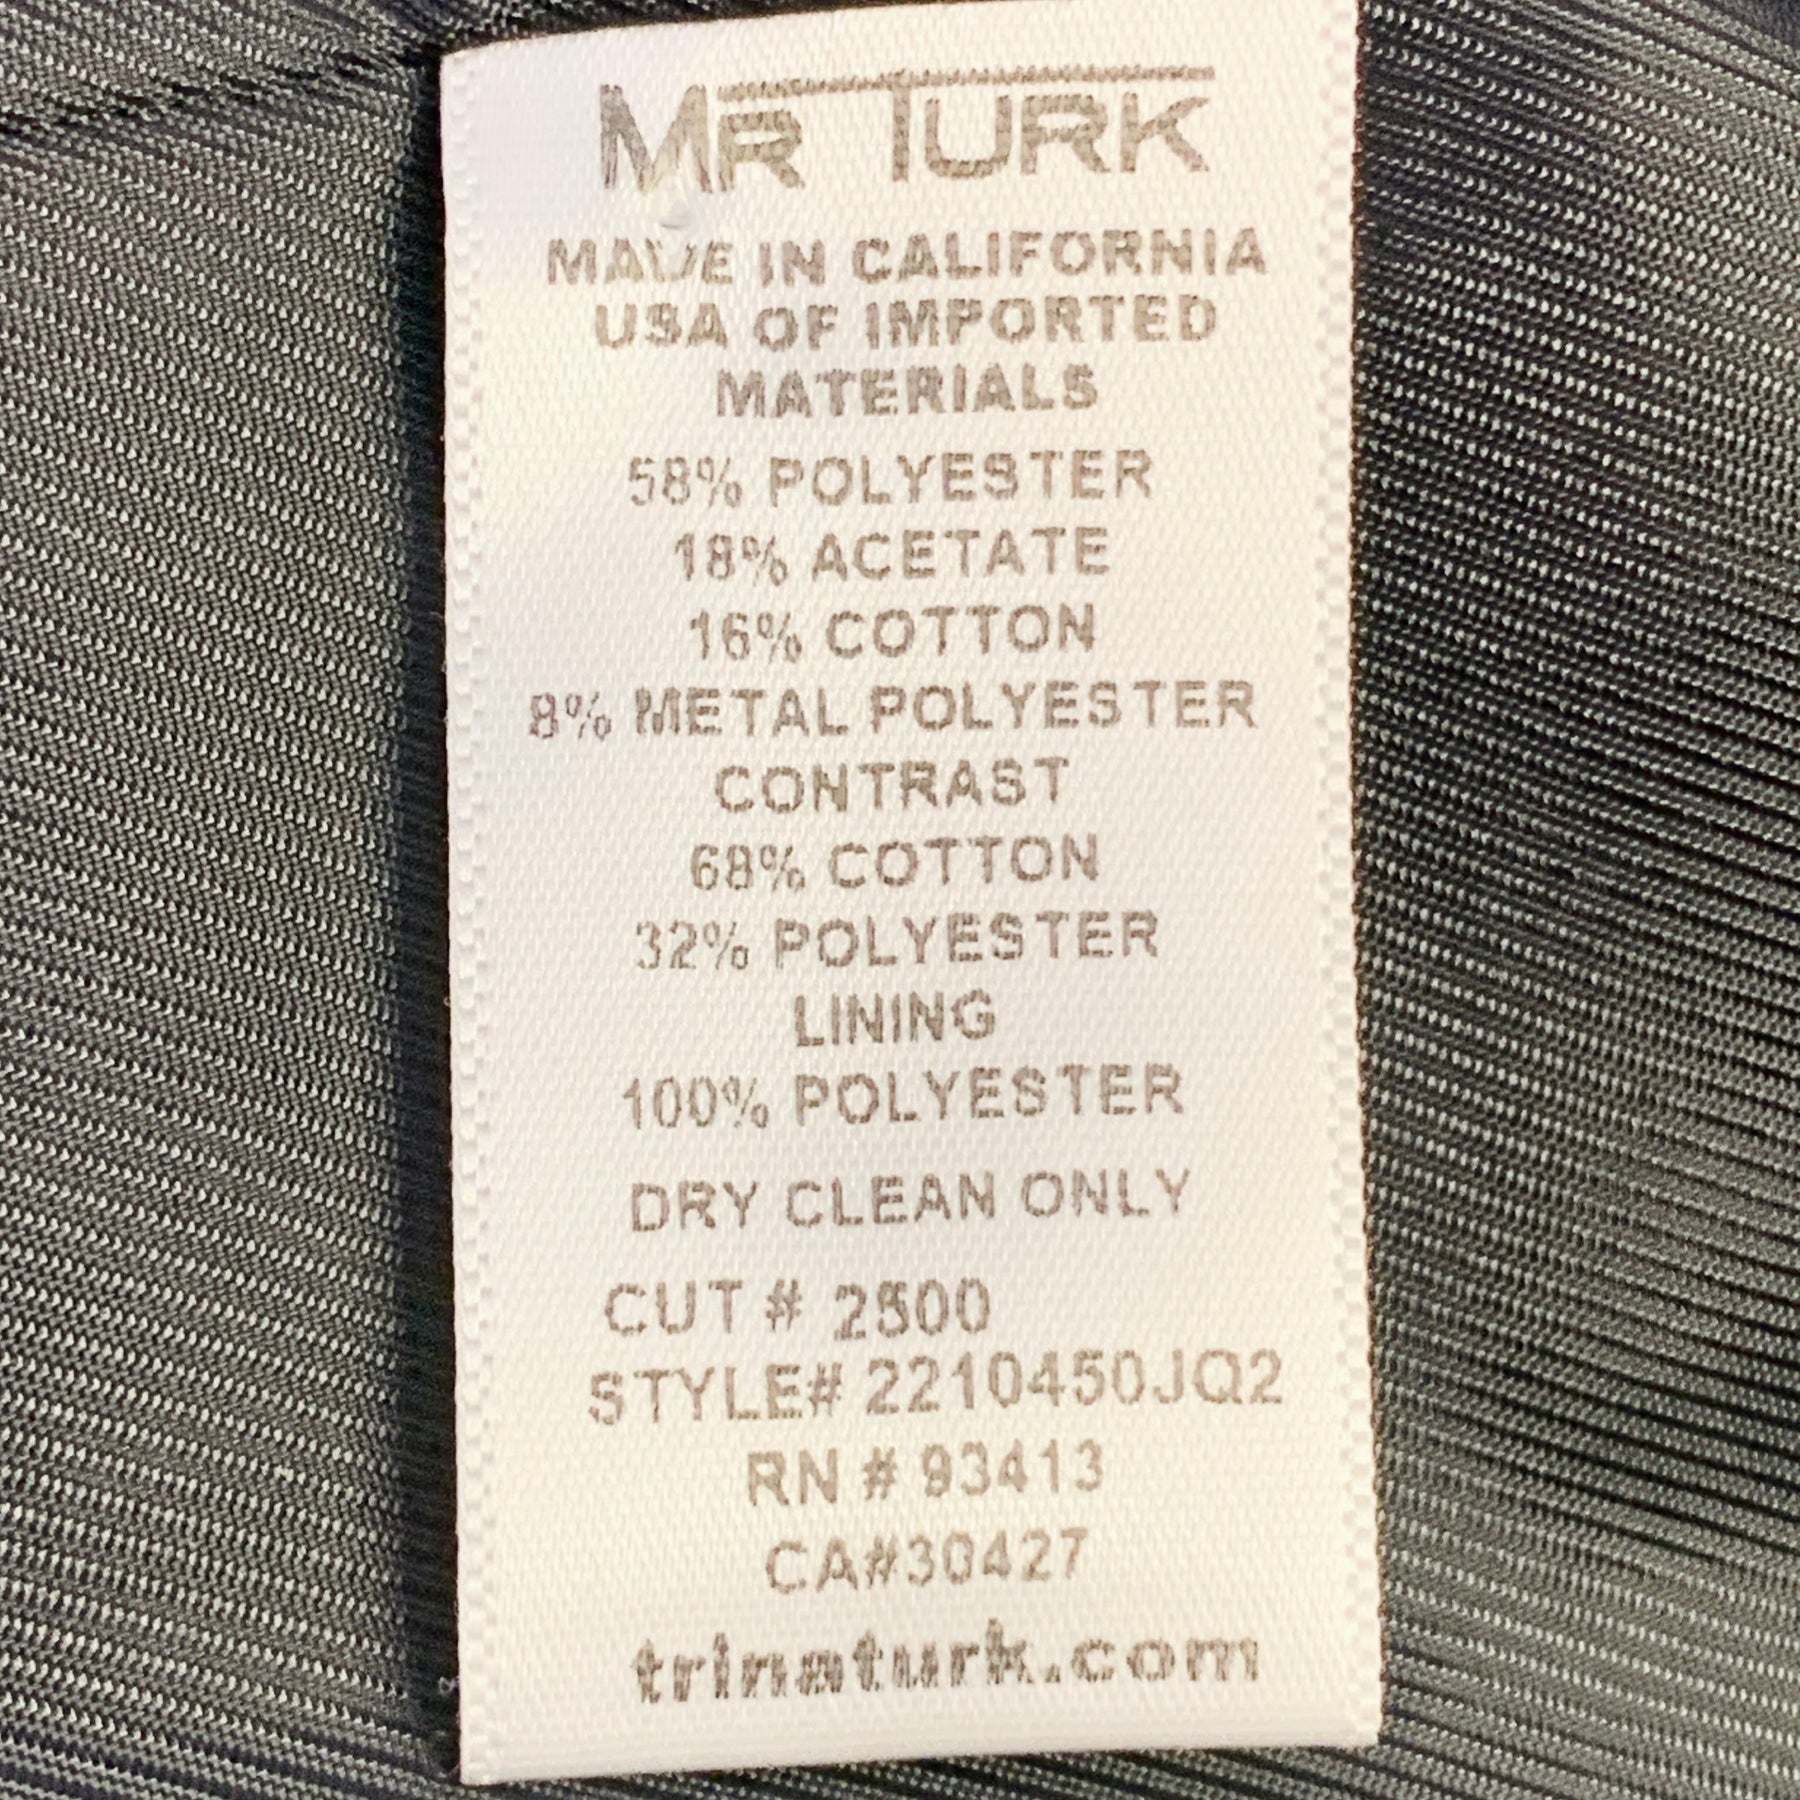 MR TURK
MADE IN CALIFORNIA
USA OF IMPORTED
MATERIALS
58% POLYESTER
18% ACETATE
16% COTTON
8% METAL POLYESTER
CONTRAST
68% COTTON
32% POLYESTER
LINING
100% POLYESTER
DRY CLEAN ONLY
CUT # 2500
STYLE# 2210450JQ2
RN # 93413
CA#30427
trinaturk.com